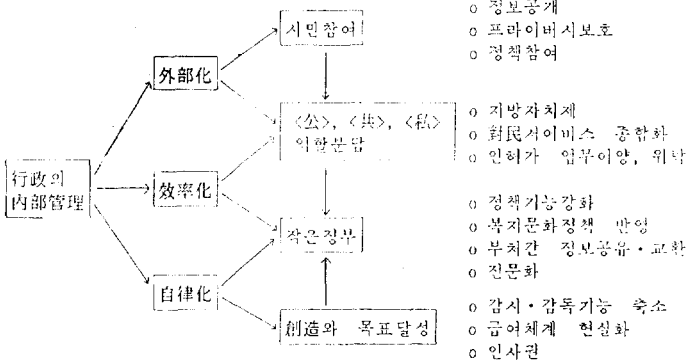 行政의
內部管理
外部化
效率化
自律化
시민참여
<公>, <共>, <私>
역할분담
작은정부
創造와 목표달성
o 정보공개
o 프라이버시보호
o 정책참여
o 지방자치제
o 對民서이비스 종합화
o 인허가 업무이양, 위탁
o 정책기능강화
o 복지문화정책 반영
o 부처간 정보공유·교환
o 전문화
o 감시·감독기능 축소
o 급여체계 현실화
o 인사권